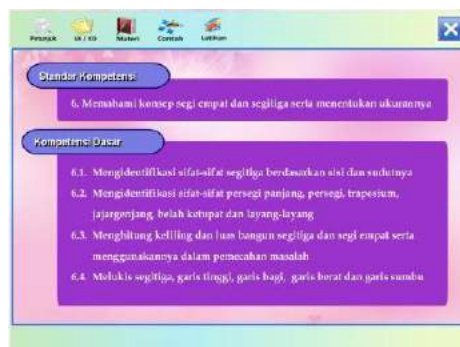 Petunjuk
SK / KD
Materi
Contoh
Latihan
Standar Kompetensi
6. Memahami konsep segi empat dan segitiga serta menentukan ukurannya
Kompetensi Dasar
6.1. Mengidentifikasi sifat-sifat segitiga berdasarkan sisi dan sudutnya
6.2. Mengidentifikasi sifat-sifat persegi panjang, persegi, trapesium,
jajargenjang, belah ketupat dan layang-layang
6.3. Menghitung keliling dan luas bangun segitiga dan segi empat serta
menggunakannya dalam pemecahan masalah
6.4. Melukis segitiga, garis tinggi, garis bagi, garis berat dan garis sumbu